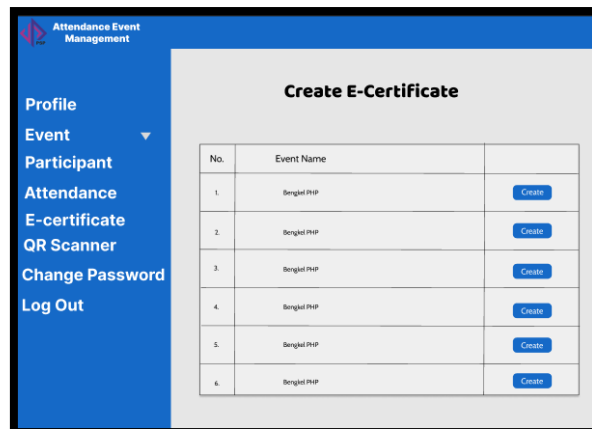 Attendance Event
Management
Profile
Event
Participant
Attendance
E-certificate
QR Scanner
Change Password
Log Out
Create E-Certificate
No. Event Name
1. Bengkel PHP Create
2. Bengkel PHP Create
3. Bengkel PHP Create
4. Bengkel PHP Create
5. Bengkel PHP Create
6. Bengkel PHP Create